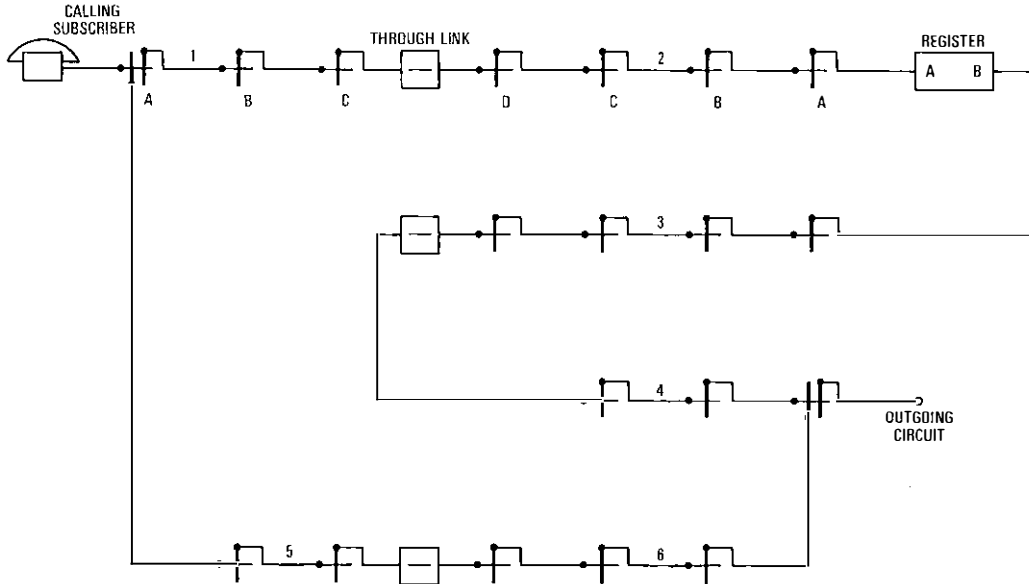 CALLING
SUBSCRIBER
1
THROUGH LINK
2
REGISTER
A B
A B C D C B A
3
4
OUTGOING
CIRCUIT
5
6